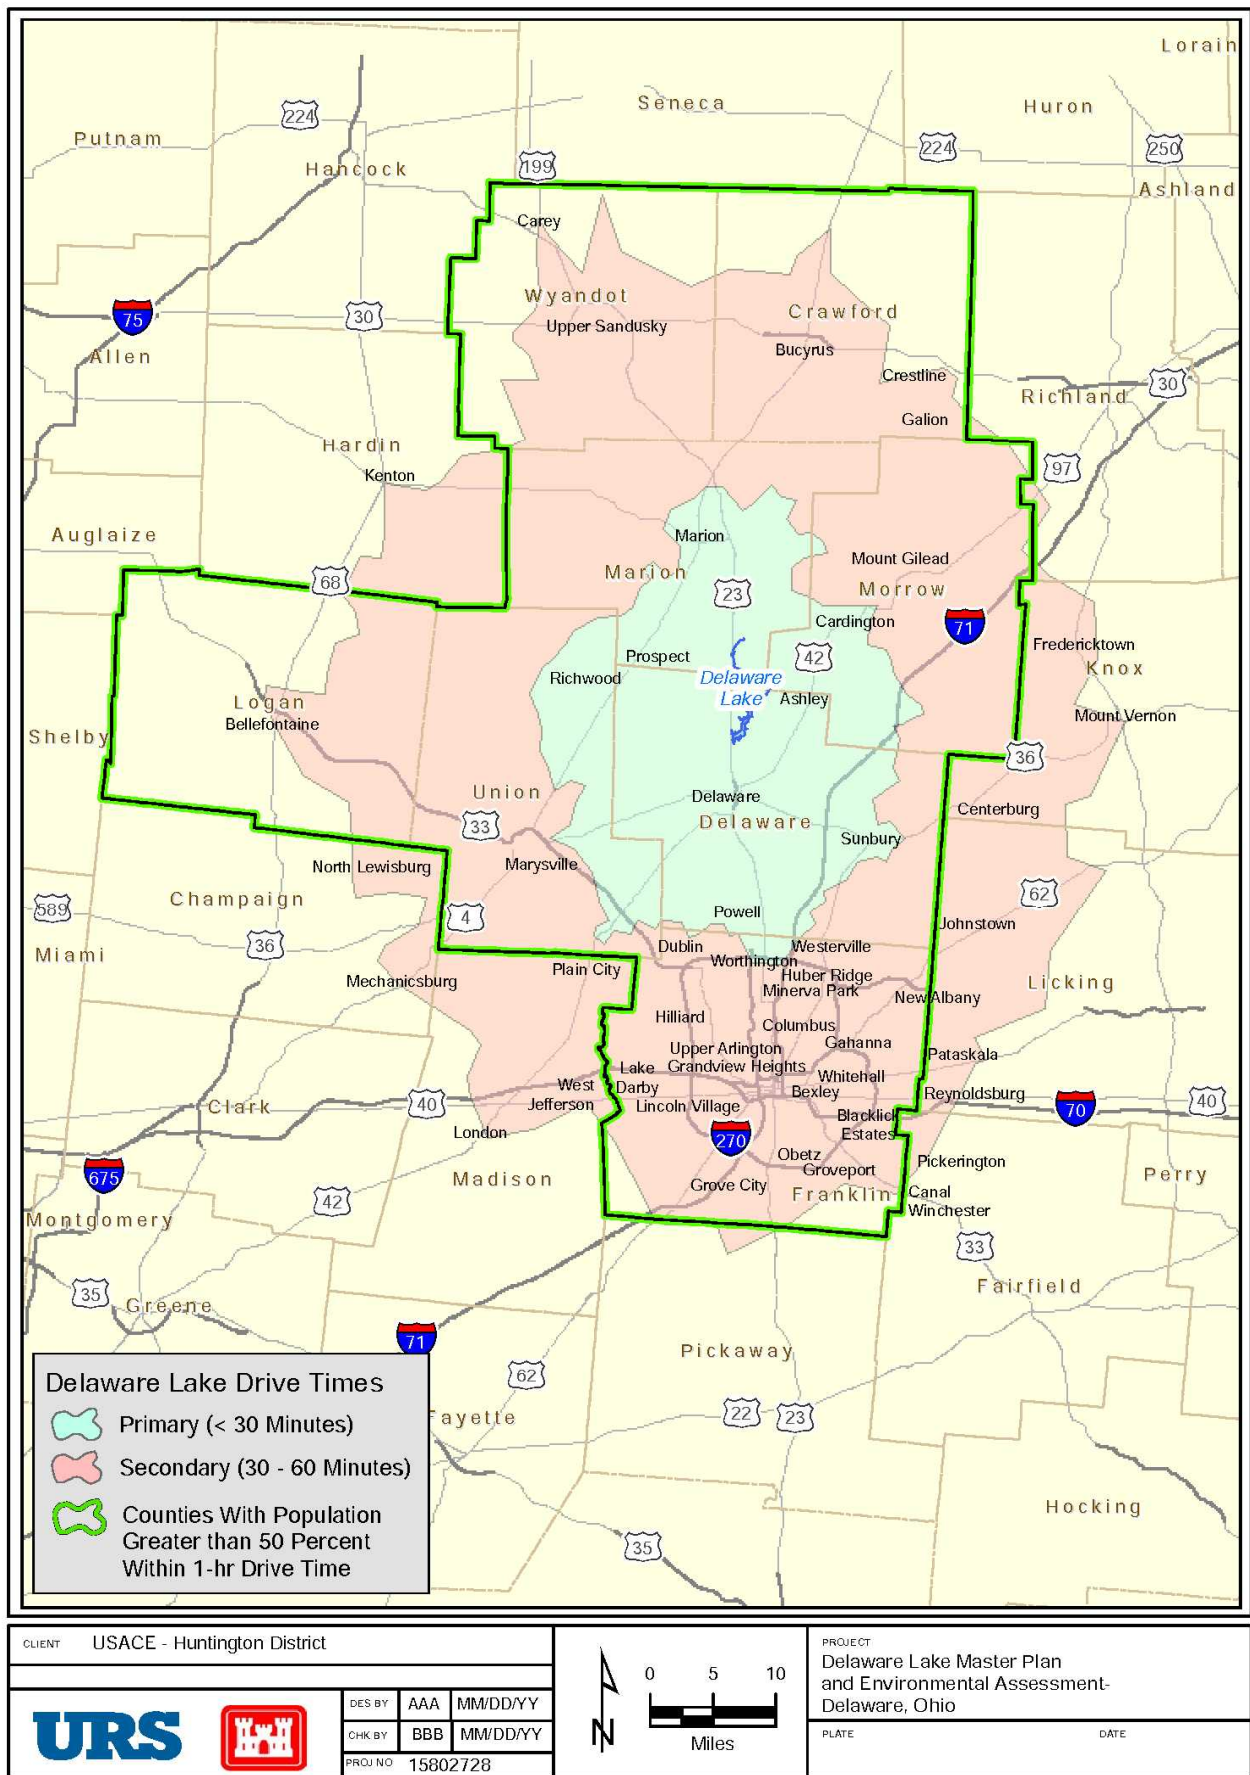 Lorain
Seneca
Huron
224
Putnam
224
250
Hancock
199
Ashland
Carey
Wyandot
75
30
Crawford
Upper Sandusky
Allen
Bucyrus
Crestline
30
Richland
Galion
Hardin
Kenton
97
Auglaize
Marion
Mount Gilead
Marion
68
23
Morrow
Cardington
71
Fredericktown
Prospect
42
Knox
Richwood
Delaware
Lake
Ashley
Logan
Bellefontaine
Mount Vernon
Shelby
36
Union
Delaware
Centerburg
33
Delaware
Sunbury
North Lewisburg
Marysville
Champaign
62
589
4
Powell
Johnstown
36
Dublin
Westerville
Miami
Worthington
Plain City
Huber Ridge
Mechanicsburg
Minerva Park
New Albany
Licking
Hilliard
Columbus
Gahanna
Upper Arlington
Pataskala
Lake
Darby
Grandview Heights
West
Jefferson
Whitehall
Bexley
Reynoldsburg
Clark
40
Lincoln Village
Blacklick
Estates
70
40
London
270
Obetz
Groveport
Pickerington
675
Madison
Grove City
Franklin
Canal
Winchester
Perry
42
Montgomery
33
35
Greene
Fairfield
71
Pickaway
62
22
23
Fayette
Hocking
35
Delaware Lake Drive Times
Primary (< 30 Minutes)
Secondary (30 - 60 Minutes)
Counties With Population
Greater than 50 Percent
Within 1-hr Drive Time
CLIENT USACE - Huntington District
URS
DES BY AAA MM/DD/YY
CHK BY BBB MM/DD/YY
PROJ NO 15802728
N
0 5 10
Miles
PROJECT
Delaware Lake Master Plan
and Environmental Assessment-
Delaware, Ohio
PLATE DATE